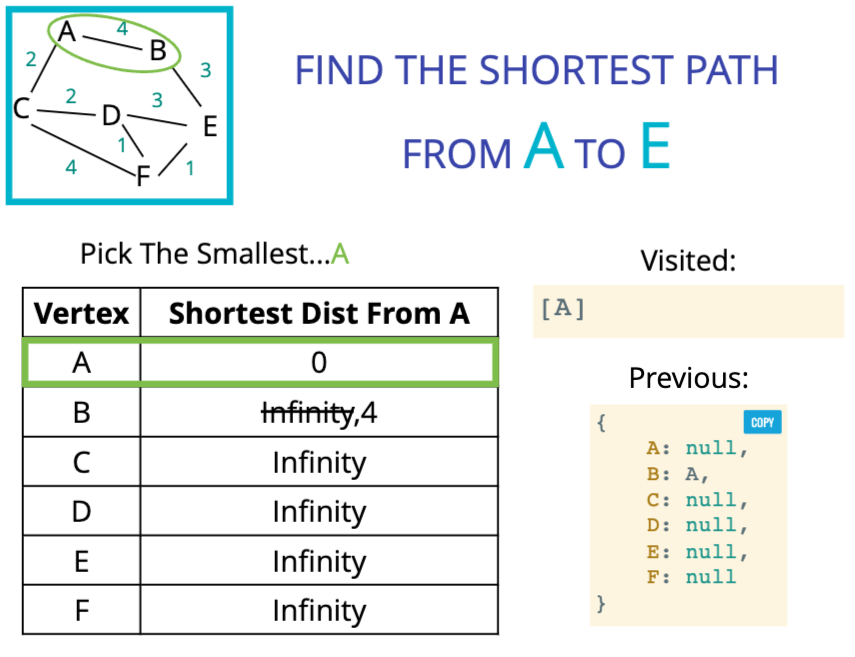 A 4 B
2
3
C 2 D 3 E
1
4 F 1
FIND THE SHORTEST PATH
FROM A TO E
Pick The Smallest...A
Vertex Shortest Dist From A
A 0
B Infinity,4
C Infinity
D Infinity
E Infinity
F Infinity
Visited:
[A]
Previous:
{
COPY
A: null,
B: A,
C: null,
D: null,
E: null,
F: null
}